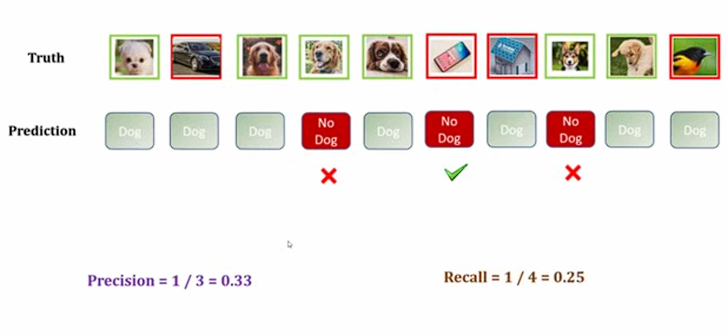 Truth
Prediction
Dog
Dog
Dog
No
Dog
Dog
No
Dog
Dog
No
Dog
Dog
Dog
Precision = 1 / 3 = 0.33
Recall = 1 / 4 = 0.25